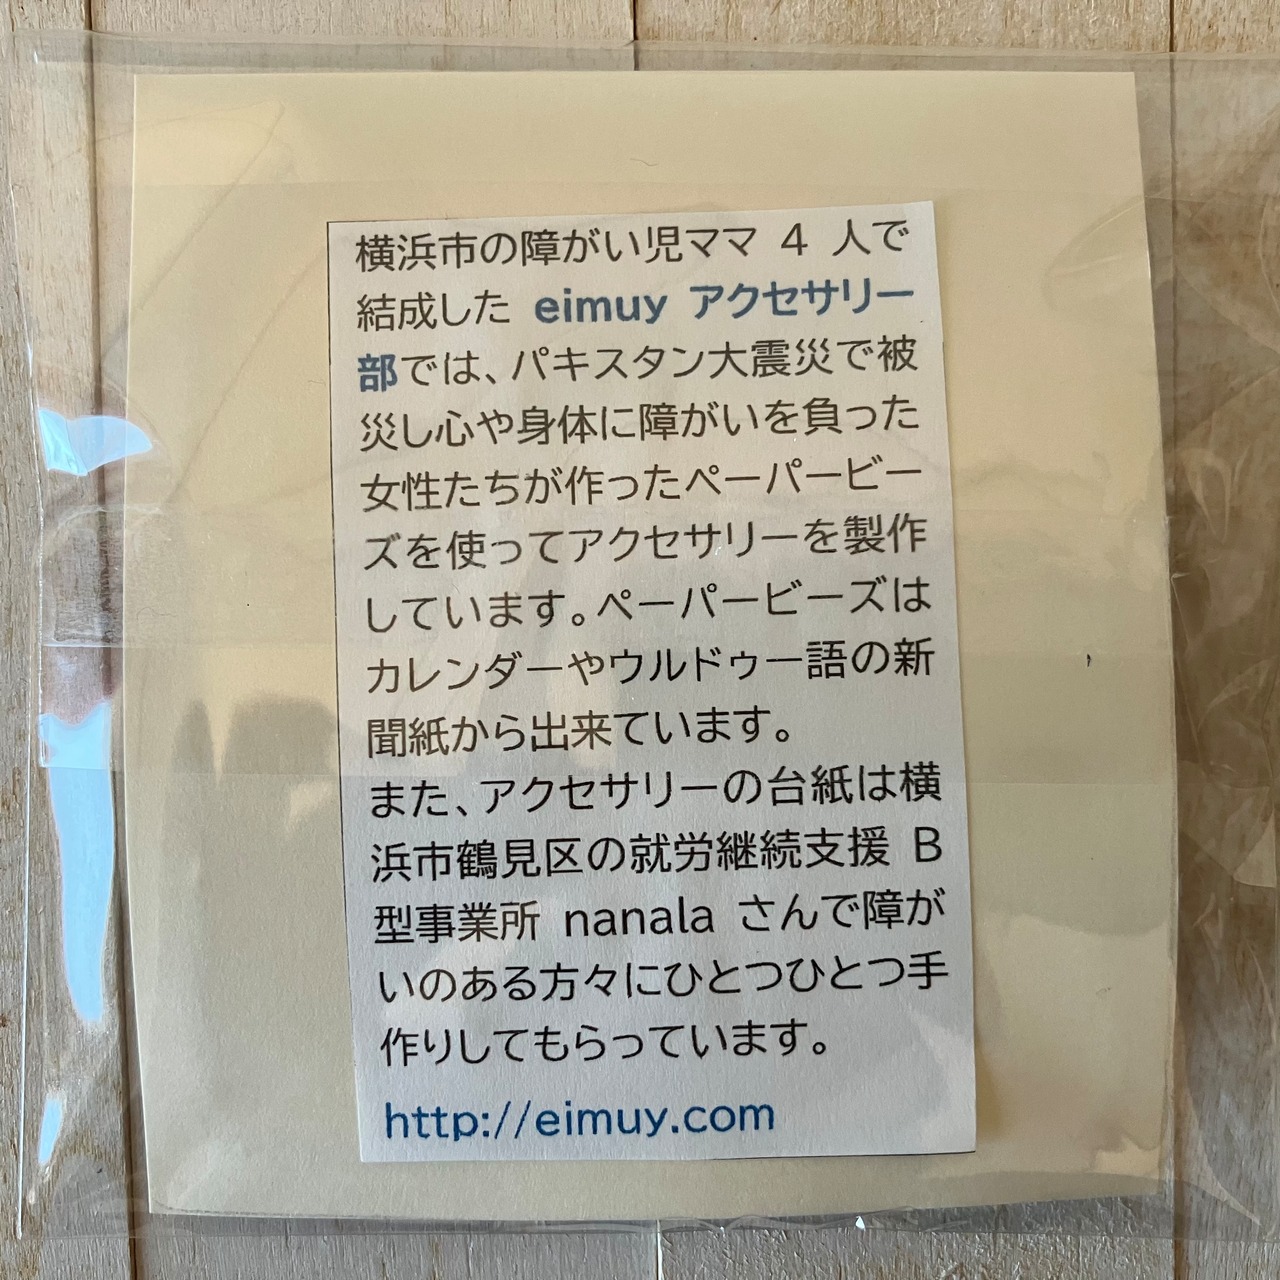 横浜市の障がい児ママ 4 人で
結成した eimuy アクセサリー
部では、パキスタン大震災で被
災し心や身体に障がいを負った
女性たちが作ったペーパービー
ズを使ってアクセサリーを製作
しています。ペーパービーズは
カレンダーやウルドゥー語の新
聞紙から出来ています。
また、アクセサリーの台紙は横
浜市鶴見区の就労継続支援 B
型事業所 nanala さんで障が
いのある方々にひとつひとつ手
作りしてもらっています。
http://eimuy.com